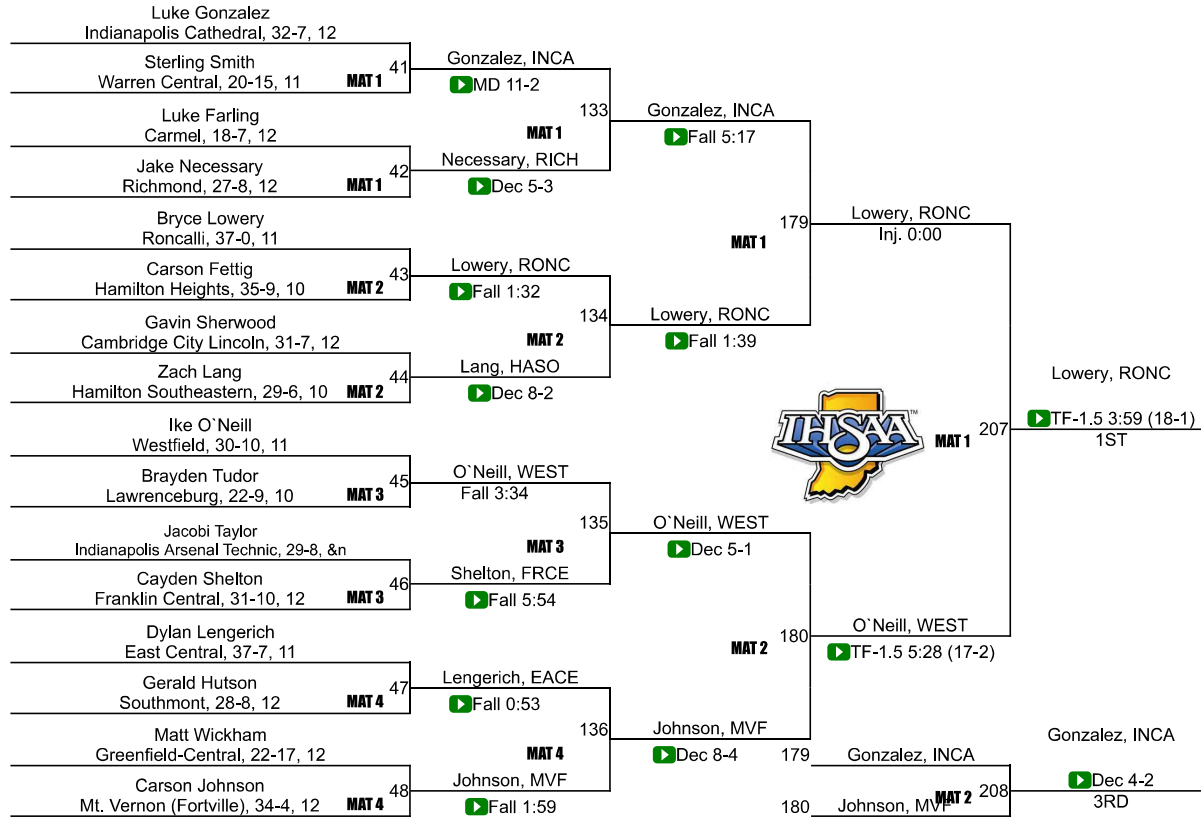 Luke Gonzalez
Indianapolis Cathedral, 32-7, 12
Sterling Smith
Warren Central, 20-15, 11
MAT 1
41
Gonzalez, INCA
MD 11-2
Luke Farling
Carmel, 18-7, 12
Jake Necessary
Richmond, 27-8, 12
MAT 1
42
Necessary, RICH
Dec 5-3
133
MAT 1
Gonzalez, INCA
Fall 5:17
Bryce Lowery
Roncalli, 37-0, 11
Carson Fettig
Hamilton Heights, 35-9, 10
MAT 2
43
Lowery, RONC
Fall 1:32
Gavin Sherwood
Cambridge City Lincoln, 31-7, 12
Zach Lang
Hamilton Southeastern, 29-6, 10
MAT 2
44
Lang, HASO
Dec 8-2
134
MAT 2
Lowery, RONC
Fall 1:39
179
MAT 1
Lowery, RONC
Inj. 0:00
Ike O`Neill
Westfield, 30-10, 11
Brayden Tudor
Lawrenceburg, 22-9, 10
MAT 3
45
O`Neill, WEST
Fall 3:34
Jacobi Taylor
Indianapolis Arsenal Technic, 29-8, &n
Cayden Shelton
Franklin Central, 31-10, 12
MAT 3
46
Shelton, FRCE
Fall 5:54
135
MAT 3
O`Neill, WEST
Dec 5-1
Dylan Lengerich
East Central, 37-7, 11
Gerald Hutson
Southmont, 28-8, 12
MAT 4
47
Lengerich, EACE
Fall 0:53
Matt Wickham
Greenfield-Central, 22-17, 12
Carson Johnson
Mt. Vernon (Fortville), 34-4, 12
MAT 4
48
Johnson, MVF
Fall 1:59
136
MAT 4
Johnson, MVF
Dec 8-4
180
MAT 2
O`Neill, WEST
TF-1.5 5:28 (17-2)
IHSAA™
MAT 1
207
Lowery, RONC
TF-1.5 3:59 (18-1)
1ST
179
Gonzalez, INCA
180
Johnson, MVF
MAT 2
208
Gonzalez, INCA
Dec 4-2
3RD